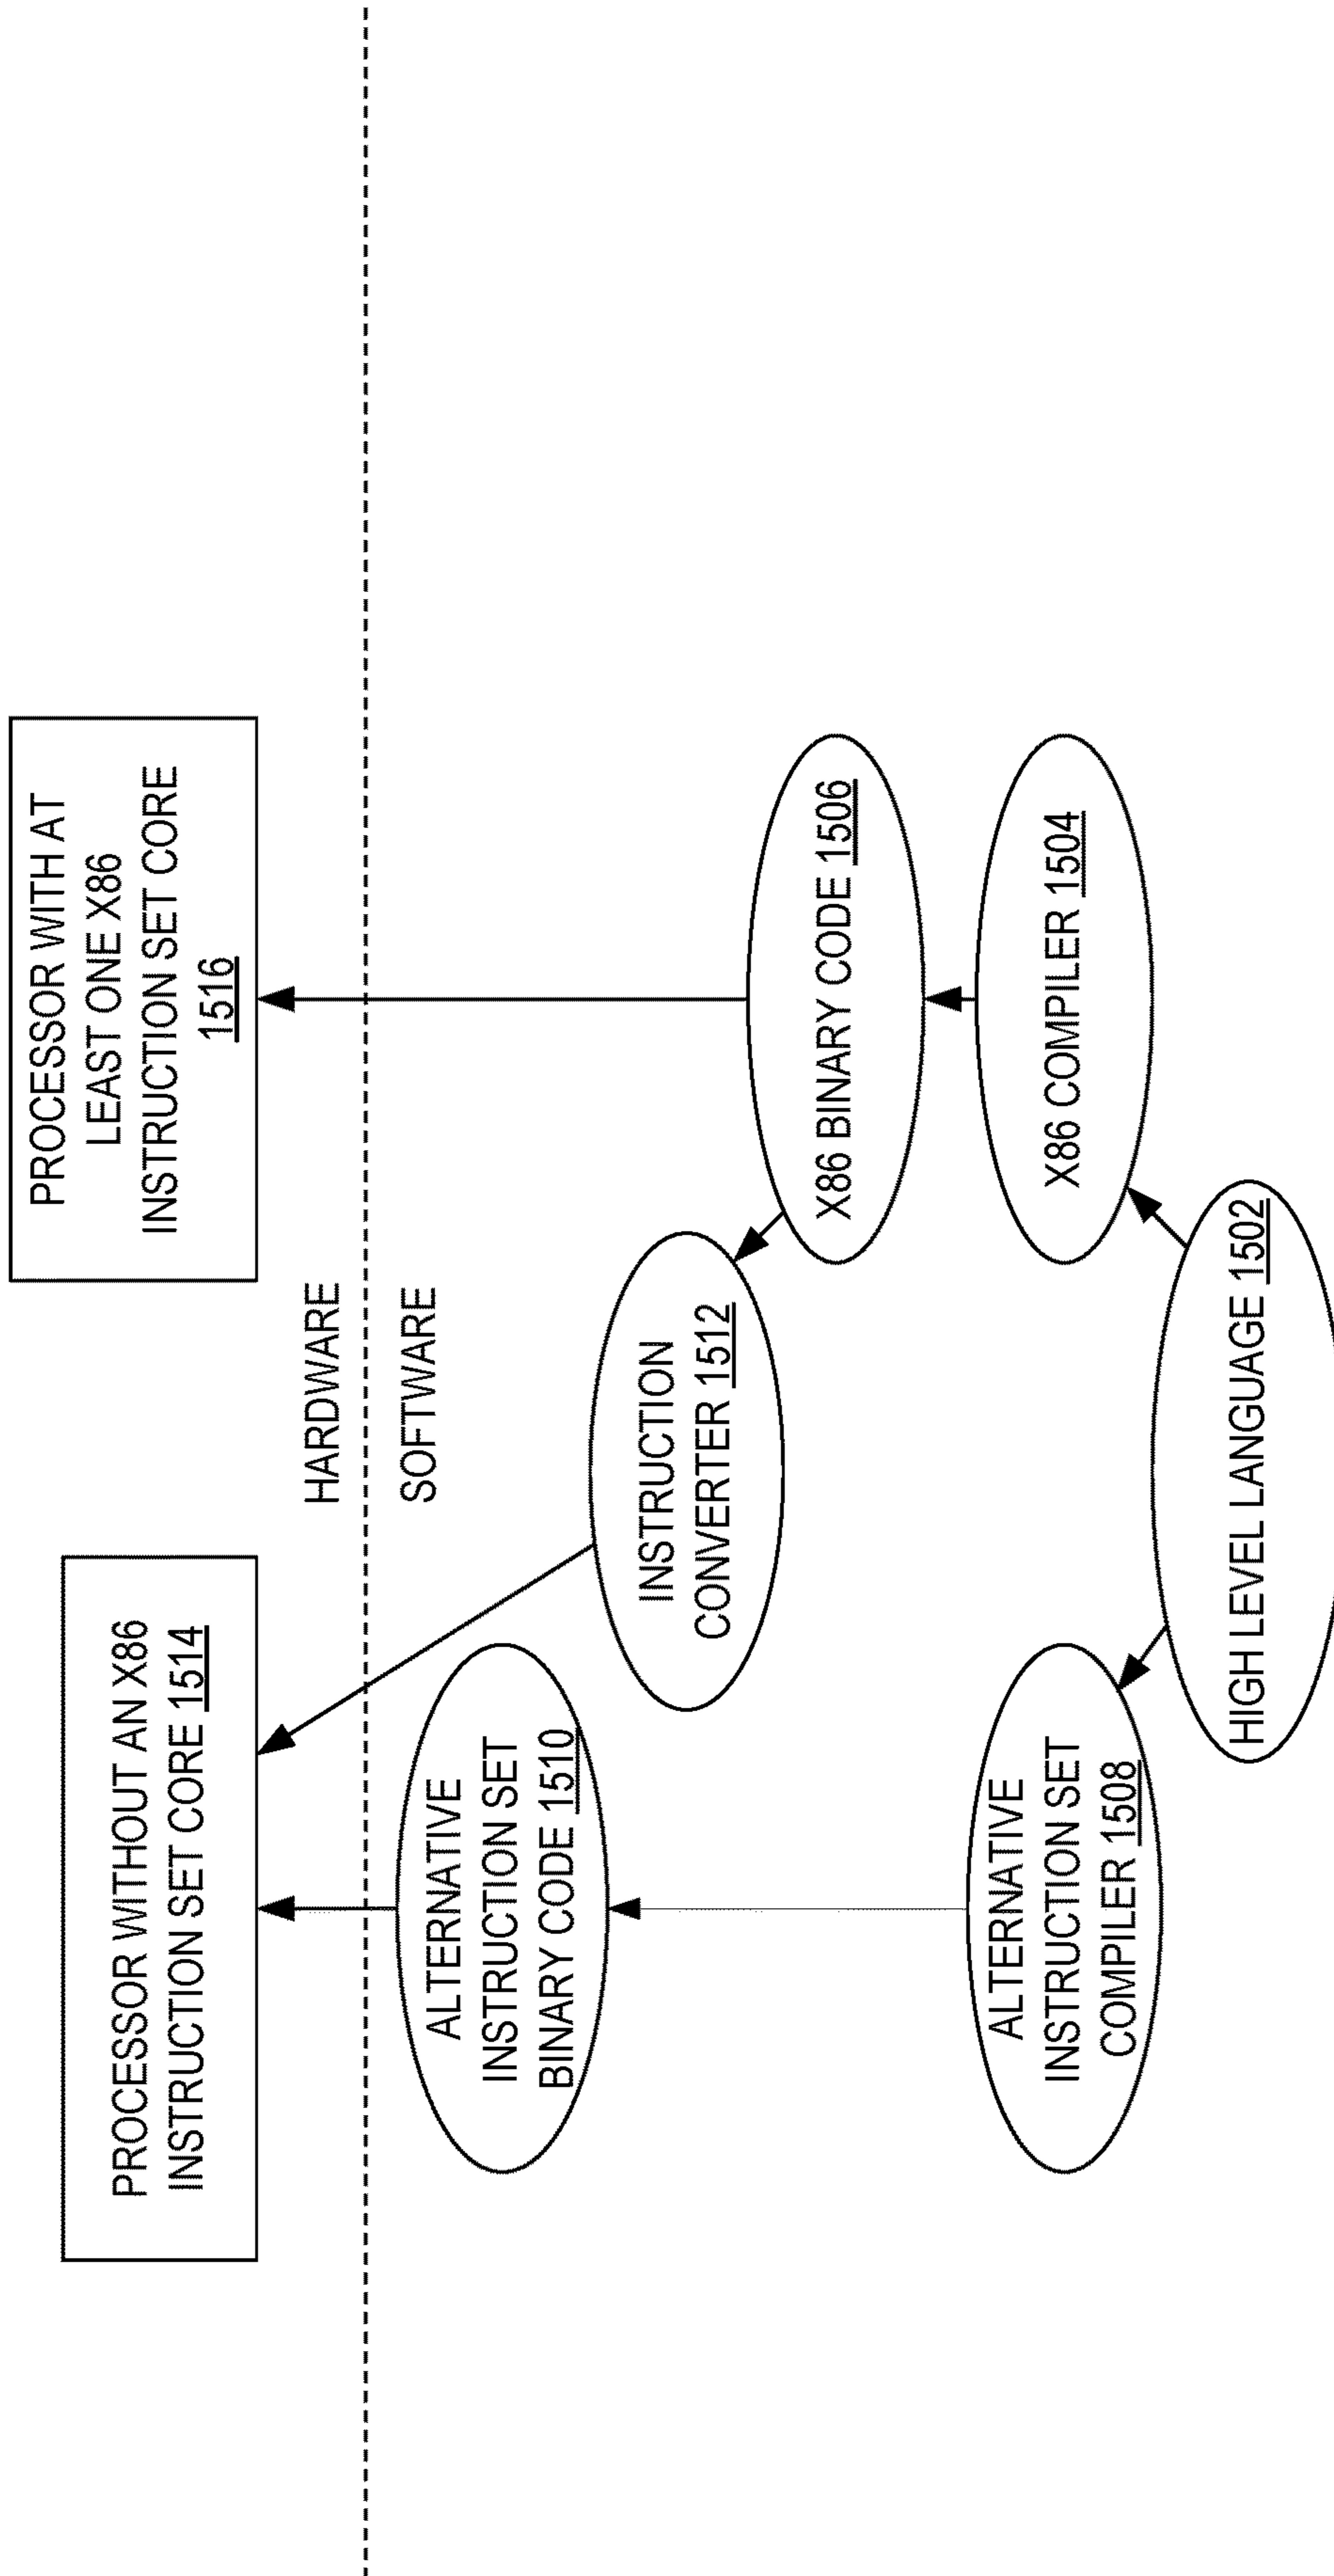 PROCESSOR WITHOUT AN X86
INSTRUCTION SET CORE 1514
PROCESSOR WITH AT
LEAST ONE X86
INSTRUCTION SET CORE
1516
HARDWARE
SOFTWARE
ALTERNATIVE
INSTRUCTION SET
BINARY CODE 1510
INSTRUCTION
CONVERTER 1512
X86 BINARY CODE 1506
ALTERNATIVE
INSTRUCTION SET
COMPILER 1508
X86 COMPILER 1504
HIGH LEVEL LANGUAGE 1502